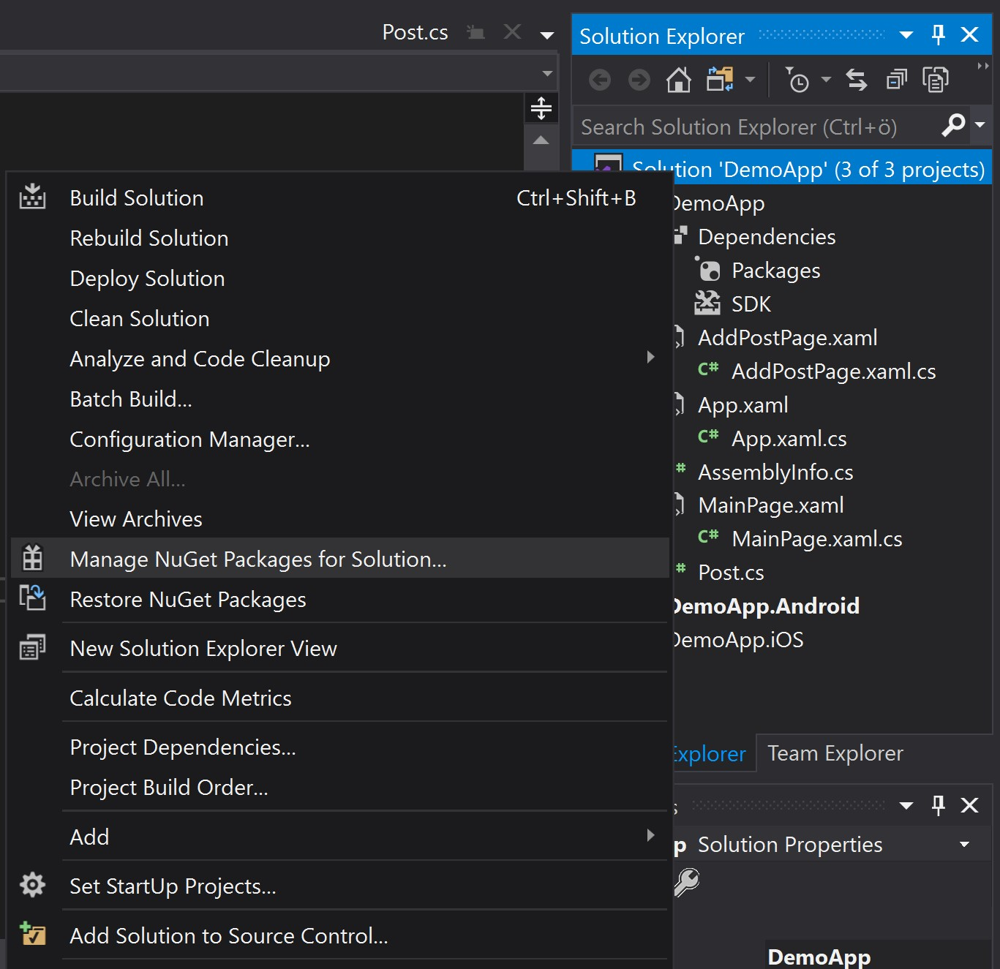 Post.cs
Solution Explorer
Search Solution Explorer (Ctrl+ö)
Solution 'DemoApp' (3 of 3 projects)
Build Solution Ctrl+Shift+B
Rebuild Solution
Deploy Solution
Clean Solution
Analyze and Code Cleanup
Batch Build...
Configuration Manager...
Archive All...
View Archives
Manage NuGet Packages for Solution...
Restore NuGet Packages
New Solution Explorer View
Calculate Code Metrics
Project Dependencies...
Project Build Order...
Add
Set StartUp Projects...
Add Solution to Source Control...
DemoApp
Dependencies
Packages
SDK
AddPostPage.xaml
C# AddPostPage.xaml.cs
App.xaml
C# App.xaml.cs
# AssemblyInfo.cs
MainPage.xaml
C# MainPage.xaml.cs
# Post.cs
DemoApp.Android
DemoApp.iOS
Explorer Team Explorer
p Solution Properties
DemoApp